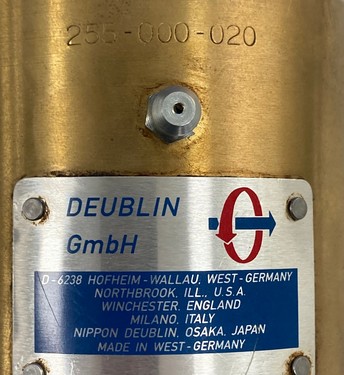 255-000-020
DEUBLIN
GmbH
D-6238 HOFHEIM-WALLAU, WEST-GERMANY
NORTHBROOK, ILL., U.S.A.
WINCHESTER, ENGLAND
MILANO, ITALY
NIPPON DEUBLIN, OSAKA, JAPAN
MADE IN WEST-GERMANY